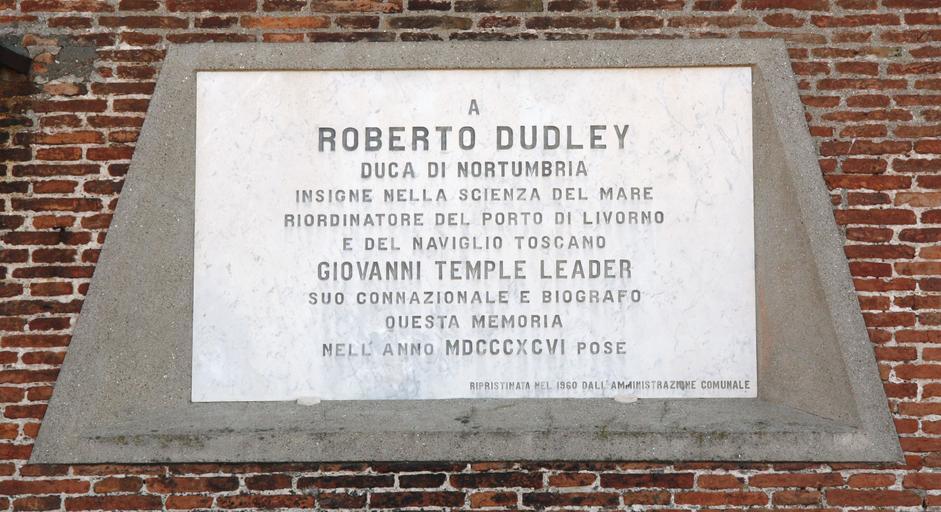 A
ROBERTO DUDLEY
DUCA DI NORTUMBRIA
INSIGNE NELLA SCIENZA DEL MARE
RIORDINATORE DEL PORTO DI LIVORNO
E DEL NAVIGLIO TOSCANO
GIOVANNI TEMPLE LEADER
SUO CONNAZIONALE E BIOGRAFO
QUESTA MEMORIA
NELL'ANNO MDCCCXCVI POSE
RIPRISTINATA NEL 1960 DALL'AMMINISTRAZIONE COMUNALE